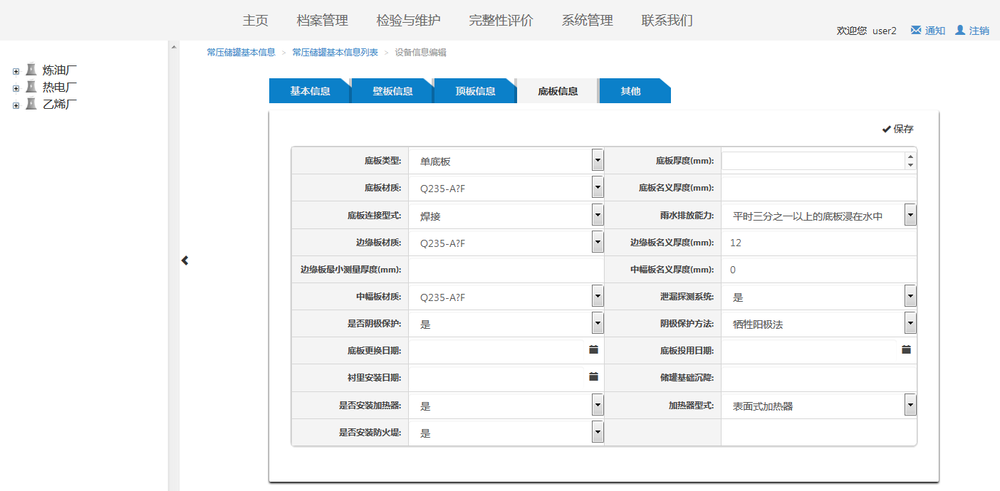 主页 档案管理 检验与维护 完整性评价 系统管理 联系我们
欢迎您 user2 通知 注销
炼油厂
热电厂
乙烯厂
常压储罐基本信息 > 常压储罐基本信息列表 > 设备信息编辑
基本信息 壁板信息 顶板信息 底板信息 其他
保存
底板类型: 单底板 底板厚度(mm):
底板材质: Q235-A?F 底板名义厚度(mm):
底板连接型式: 焊接 雨水排放能力: 平时三分之一以上的底板浸在水中
边缘板材质: Q235-A?F 边缘板名义厚度(mm): 12
边缘板最小测量厚度(mm): 中幅板名义厚度(mm): 0
中幅板材质: Q235-A?F 泄漏探测系统: 是
是否阴极保护: 是 阴极保护方法: 牺牲阳极法
底板更换日期: 底板投用日期:
衬里安装日期: 储罐基础沉降:
是否安装加热器: 是 加热器型式: 表面式加热器
是否安装防火堤: 是